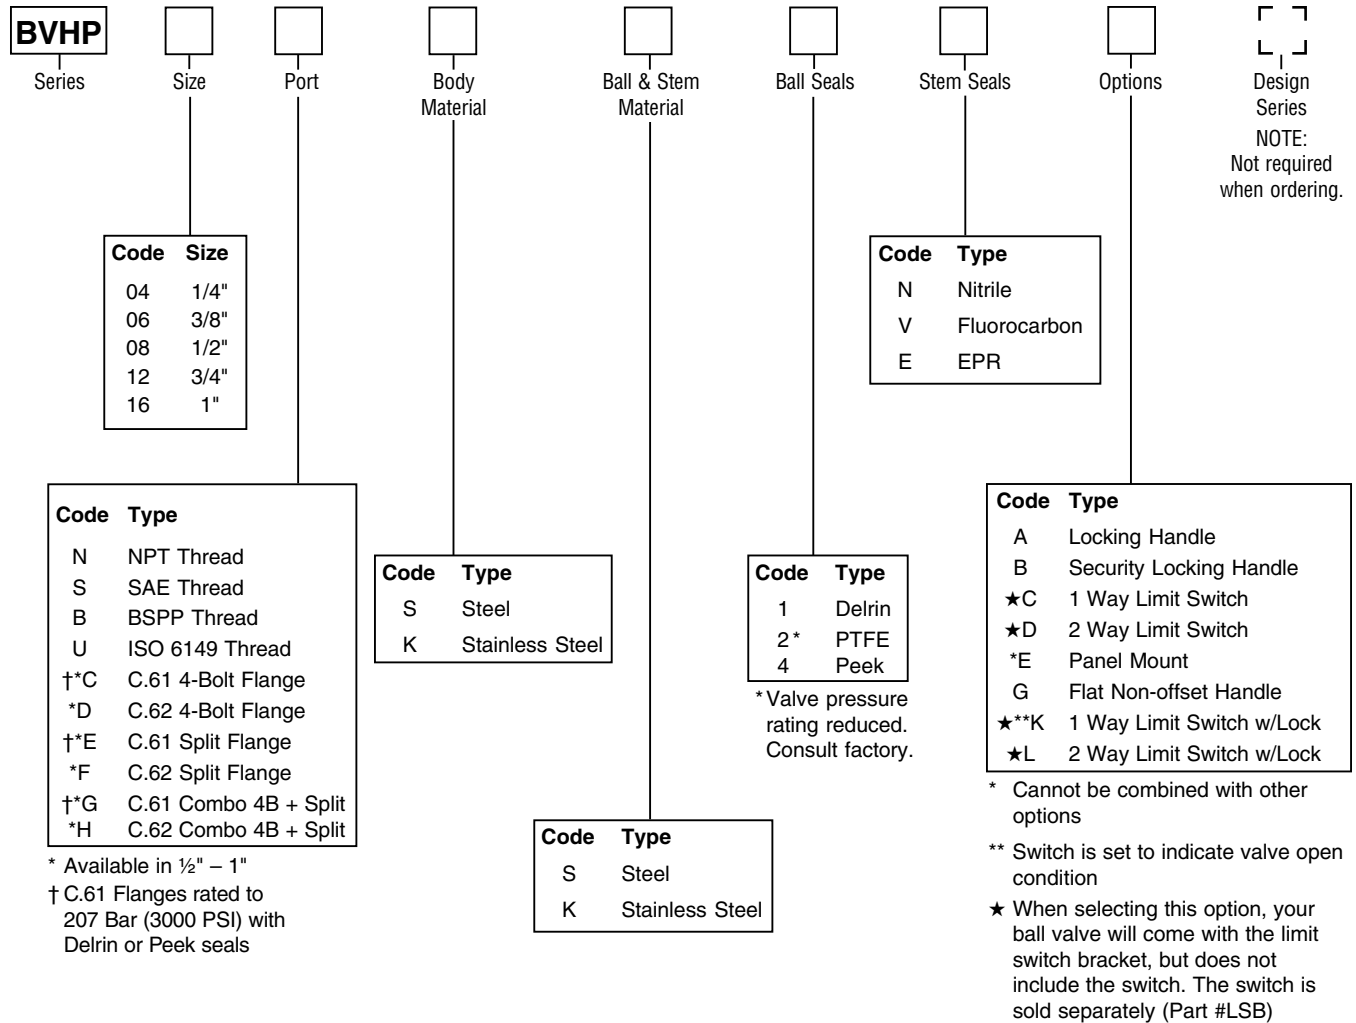 BVHP
Series
Size
Port
Body
Material
Ball & Stem
Material
Ball Seals
Stem Seals
Options
Design
Series
NOTE:
Not required
when ordering.
Code Size
04 1/4"
06 3/8"
08 1/2"
12 3/4"
16 1"
Code Type
N Nitrile
V Fluorocarbon
E EPR
Code Type
N NPT Thread
S SAE Thread
B BSPP Thread
U ISO 6149 Thread
†*C C.61 4-Bolt Flange
*D C.62 4-Bolt Flange
†*E C.61 Split Flange
*F C.62 Split Flange
†*G C.61 Combo 4B + Split
*H C.62 Combo 4B + Split
* Available in ½" – 1"
† C.61 Flanges rated to
207 Bar (3000 PSI) with
Delrin or Peek seals
Code Type
S Steel
K Stainless Steel
Code Type
S Steel
K Stainless Steel
Code Type
1 Delrin
2* PTFE
4 Peek
* Valve pressure
rating reduced.
Consult factory.
Code Type
A Locking Handle
B Security Locking Handle
★C 1 Way Limit Switch
★D 2 Way Limit Switch
*E Panel Mount
G Flat Non-offset Handle
★**K 1 Way Limit Switch w/Lock
★L 2 Way Limit Switch w/Lock
* Cannot be combined with other
options
** Switch is set to indicate valve open
condition
★ When selecting this option, your
ball valve will come with the limit
switch bracket, but does not
include the switch. The switch is
sold separately (Part #LSB)